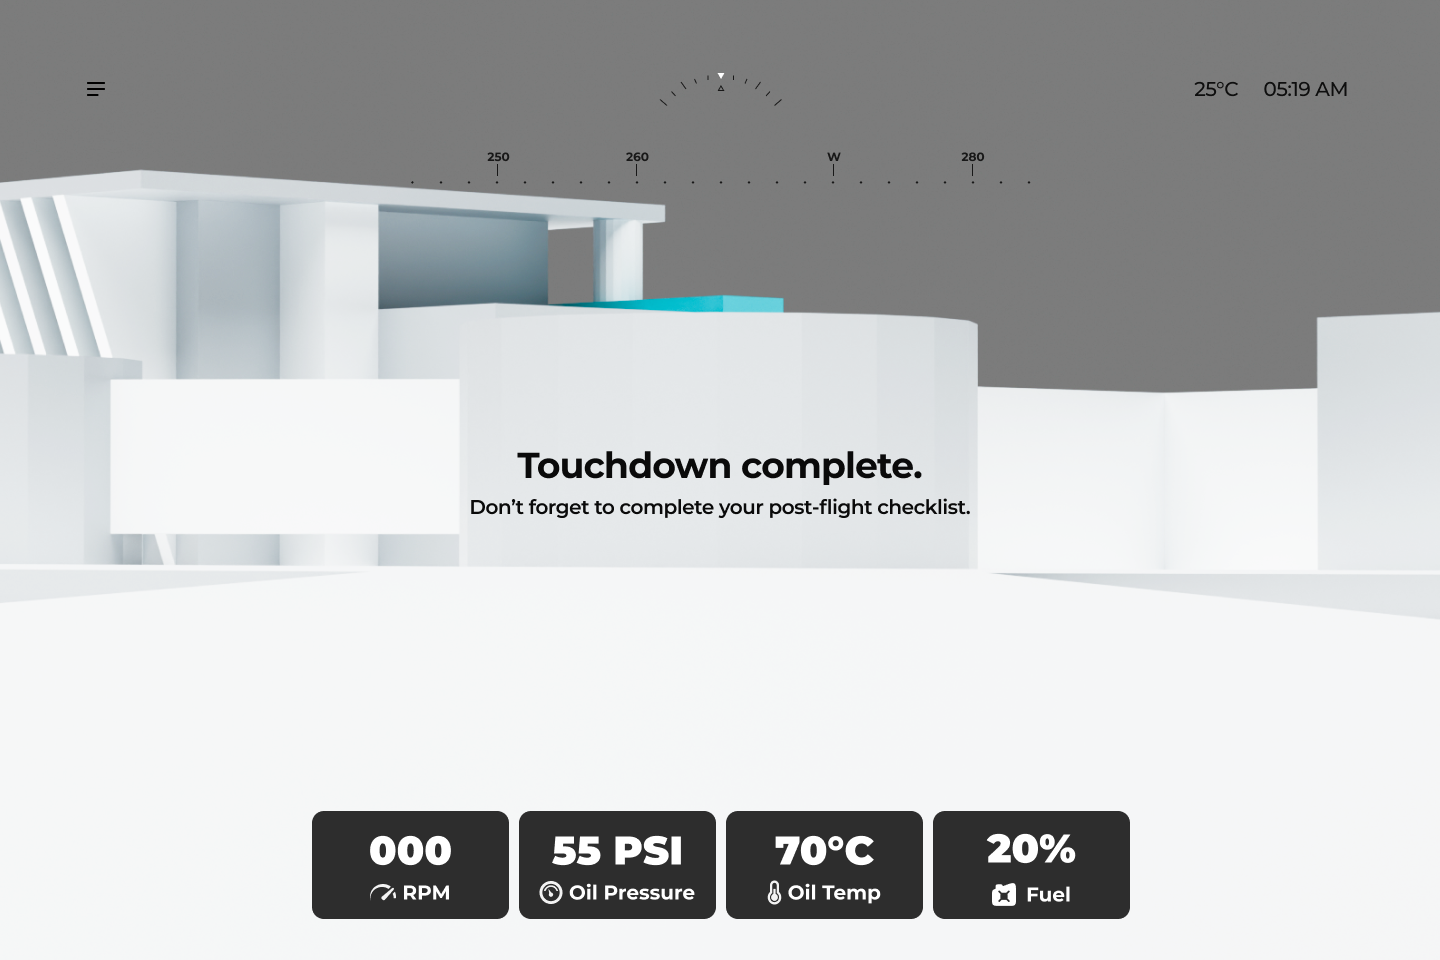 25°C 05:19 AM
250 260 W 280
Touchdown complete.
Don’t forget to complete your post-flight checklist.
000 55 PSI 70°C 20%
RPM Oil Pressure Oil Temp Fuel